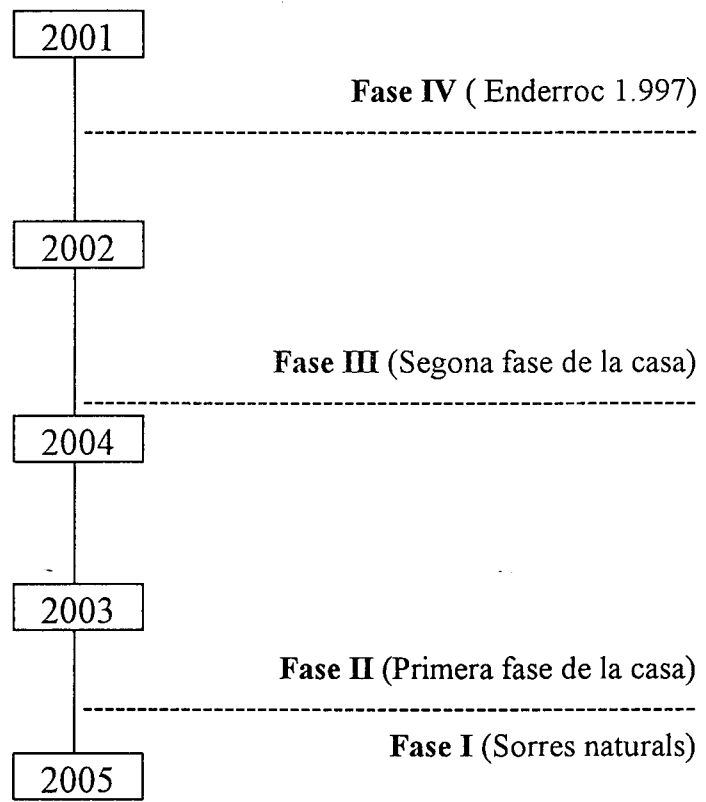 2001
Fase IV ( Enderroc 1.997)
2002
Fase III (Segona fase de la casa)
2004
2003
Fase II (Primera fase de la casa)
Fase I (Sorres naturals)
2005